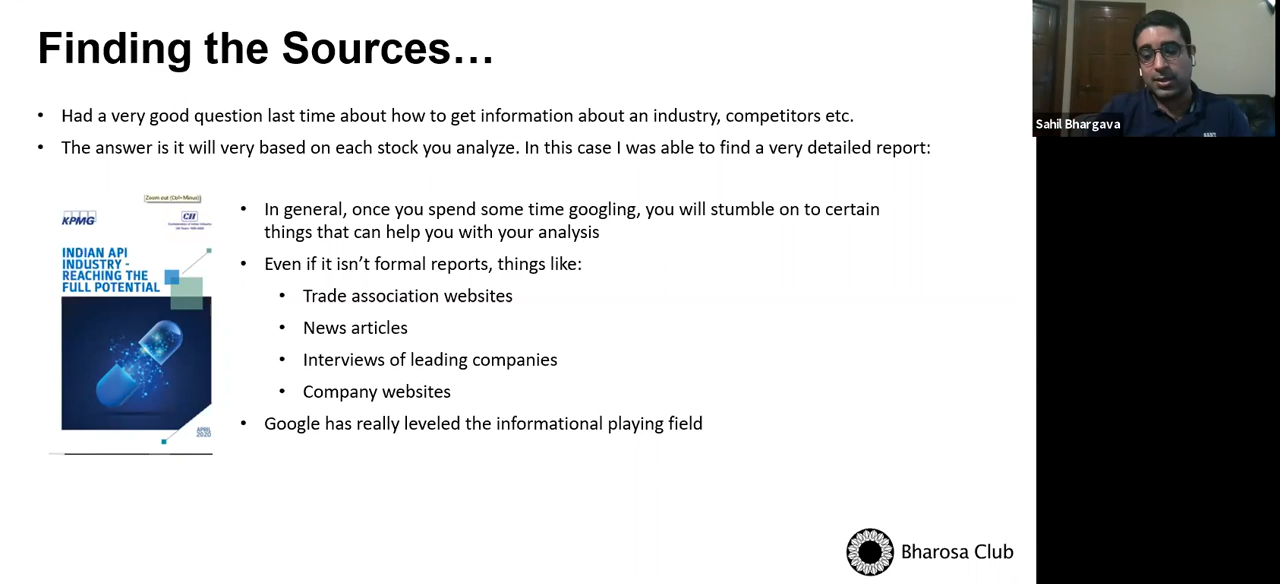 Finding the Sources…
• Had a very good question last time about how to get information about an industry, competitors etc.
• The answer is it will very based on each stock you analyze. In this case I was able to find a very detailed report:
Zoom out (Ctrl+Minus)
KPMG
CII
INDIAN API
INDUSTRY -
REACHING THE
FULL POTENTIAL
APRIL
2020
• In general, once you spend some time googling, you will stumble on to certain
things that can help you with your analysis
• Even if it isn’t formal reports, things like:
• Trade association websites
• News articles
• Interviews of leading companies
• Company websites
• Google has really leveled the informational playing field
Bharosa Club
Sahil Bhargava